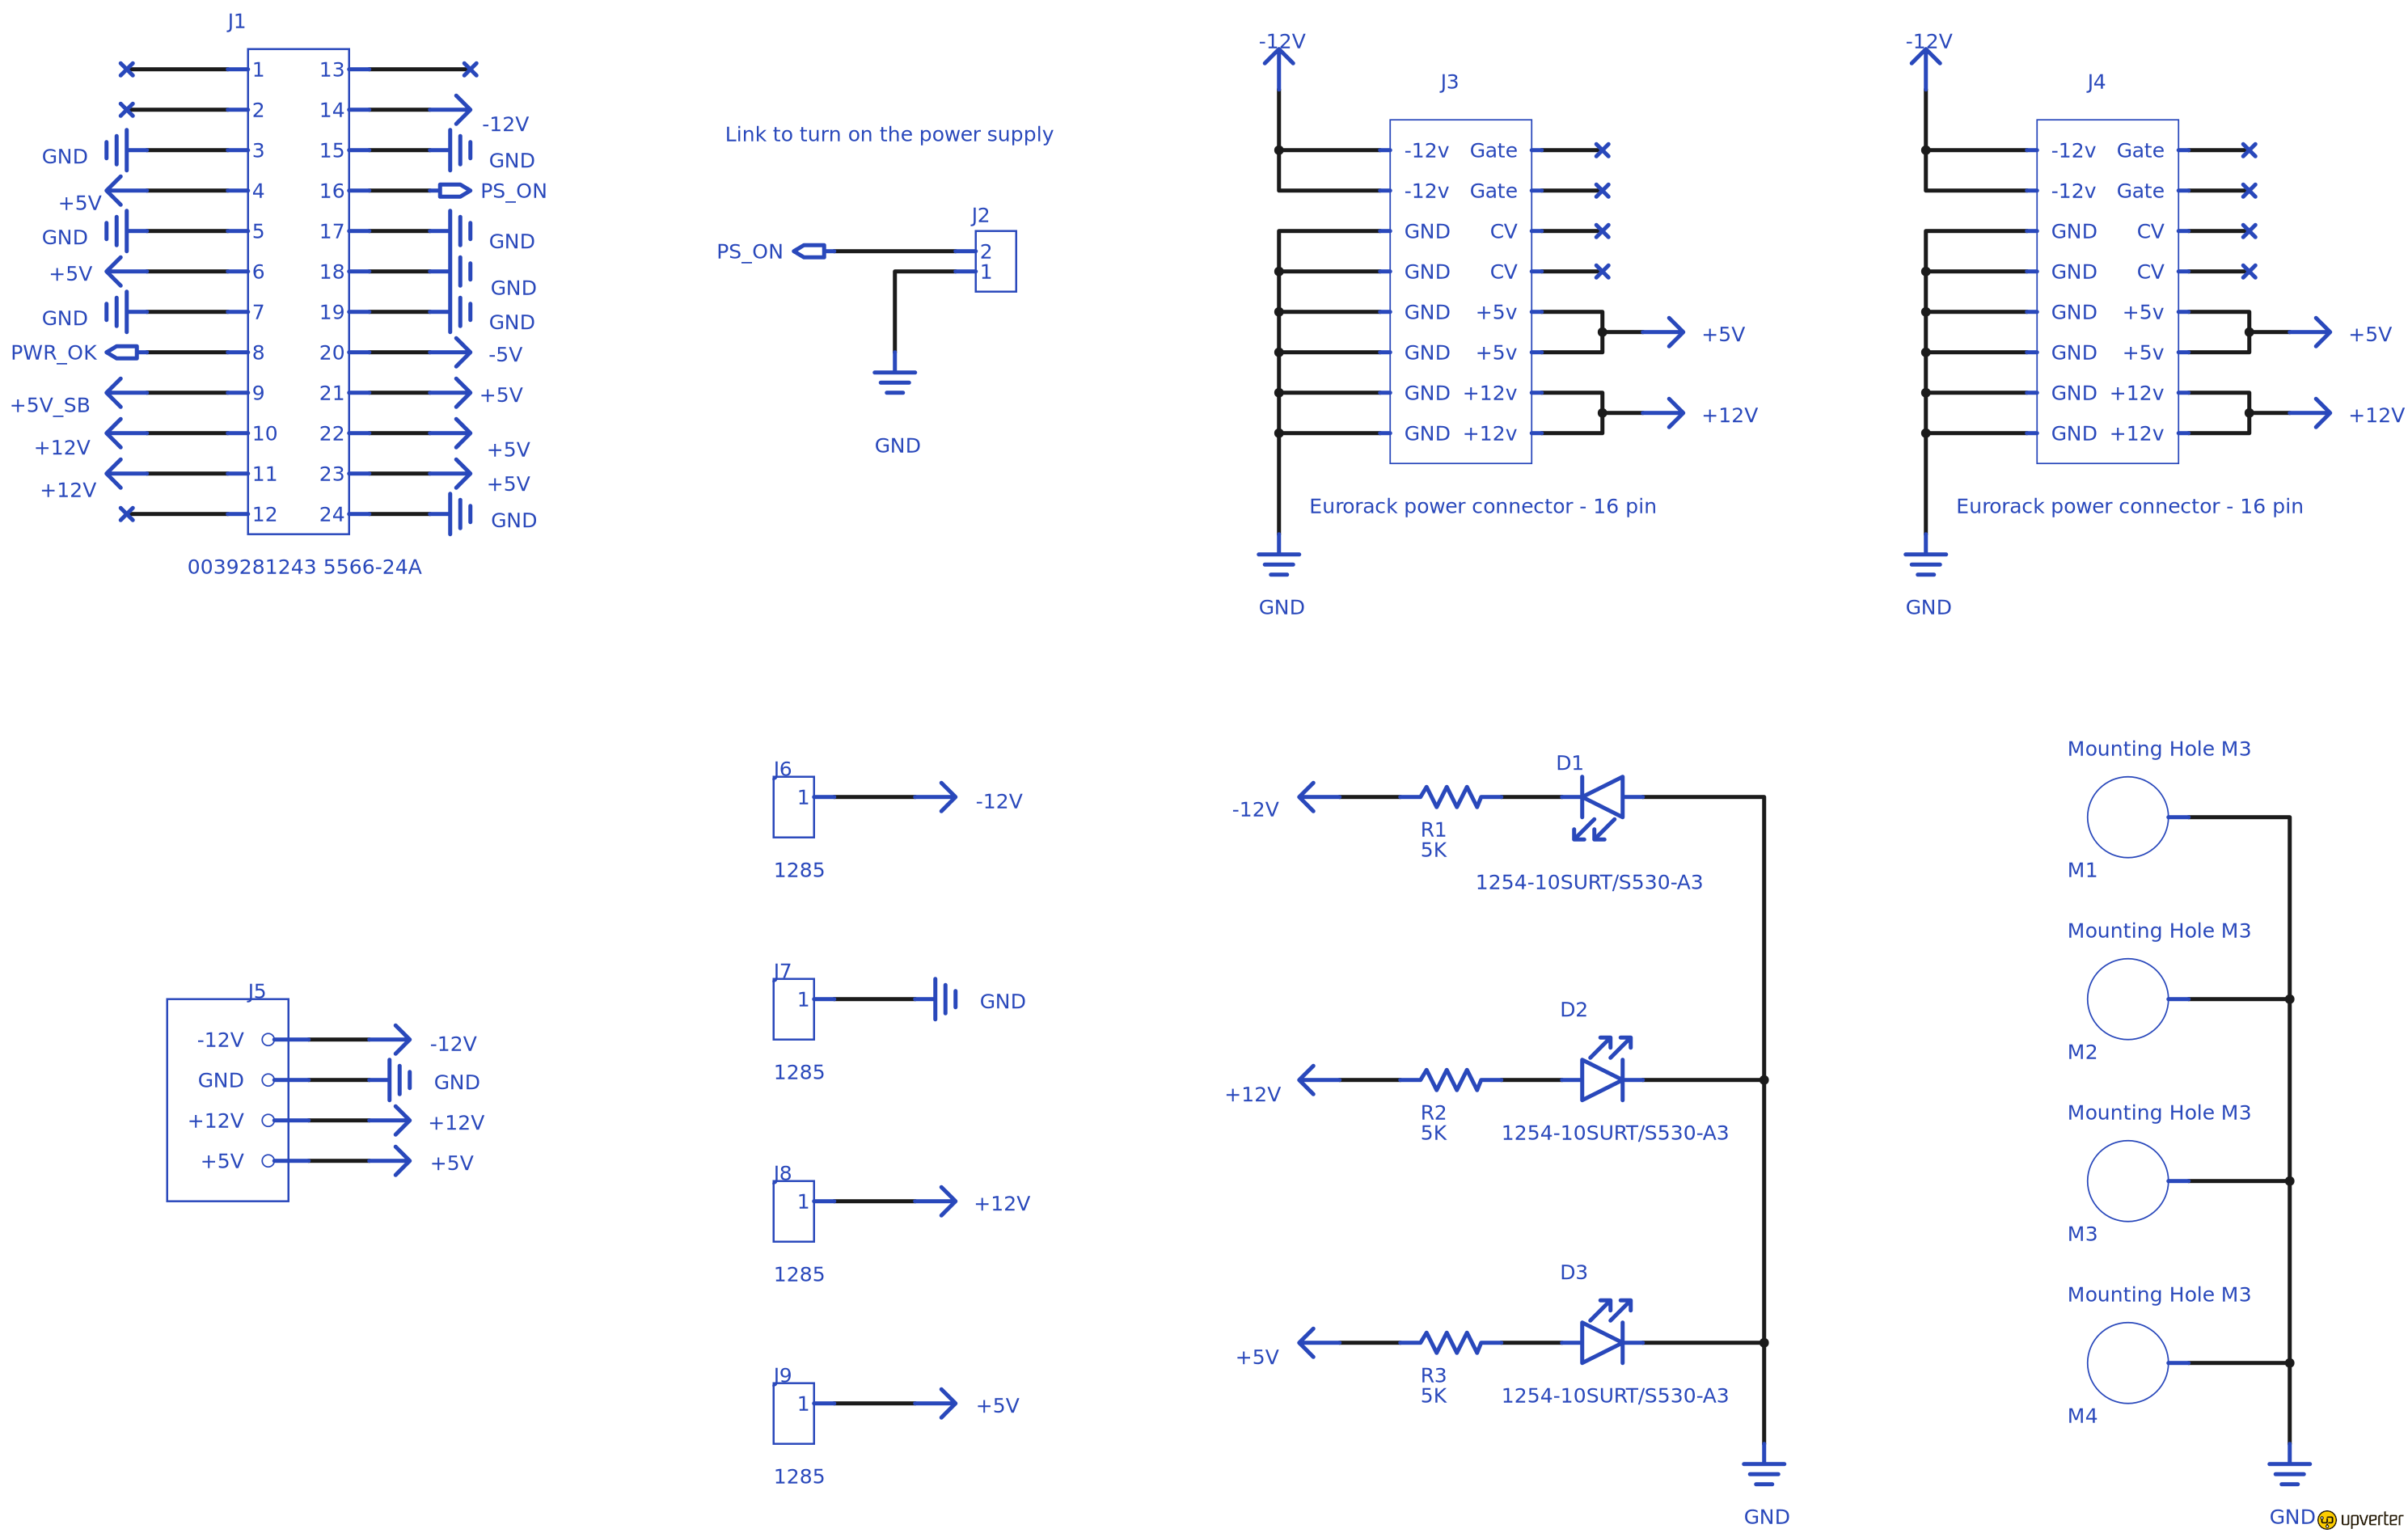 J1
1 13
2 14 -12V
GND 3 15 GND
+5V 4 16 PS_ON
GND 5 17 GND
+5V 6 18 GND
GND 7 19 GND
PWR_OK 8 20 -5V
+5V_SB 9 21 +5V
+12V 10 22 +5V
+12V 11 23 +5V
12 24 GND
0039281243 5566-24A
Link to turn on the power supply
J2
PS_ON 2
1
GND
-12V
J3
-12v Gate
-12v Gate
GND CV
GND CV
GND +5v
GND +5v
+5V
GND +12v
GND +12v
+12V
Eurorack power connector - 16 pin
GND
-12V
J4
-12v Gate
-12v Gate
GND CV
GND CV
GND +5v
GND +5v
+5V
GND +12v
GND +12v
+12V
Eurorack power connector - 16 pin
GND
J5
-12V -12V
GND GND
+12V +12V
+5V +5V
J6
1 -12V
1285
J7
1 GND
1285
J8
1 +12V
1285
J9
1 +5V
1285
D1
-12V
R1
5K
1254-10SURT/S530-A3
D2
+12V
R2
5K
1254-10SURT/S530-A3
D3
+5V
R3
5K
1254-10SURT/S530-A3
GND
Mounting Hole M3
M1
Mounting Hole M3
M2
Mounting Hole M3
M3
Mounting Hole M3
M4
GND
up upverter